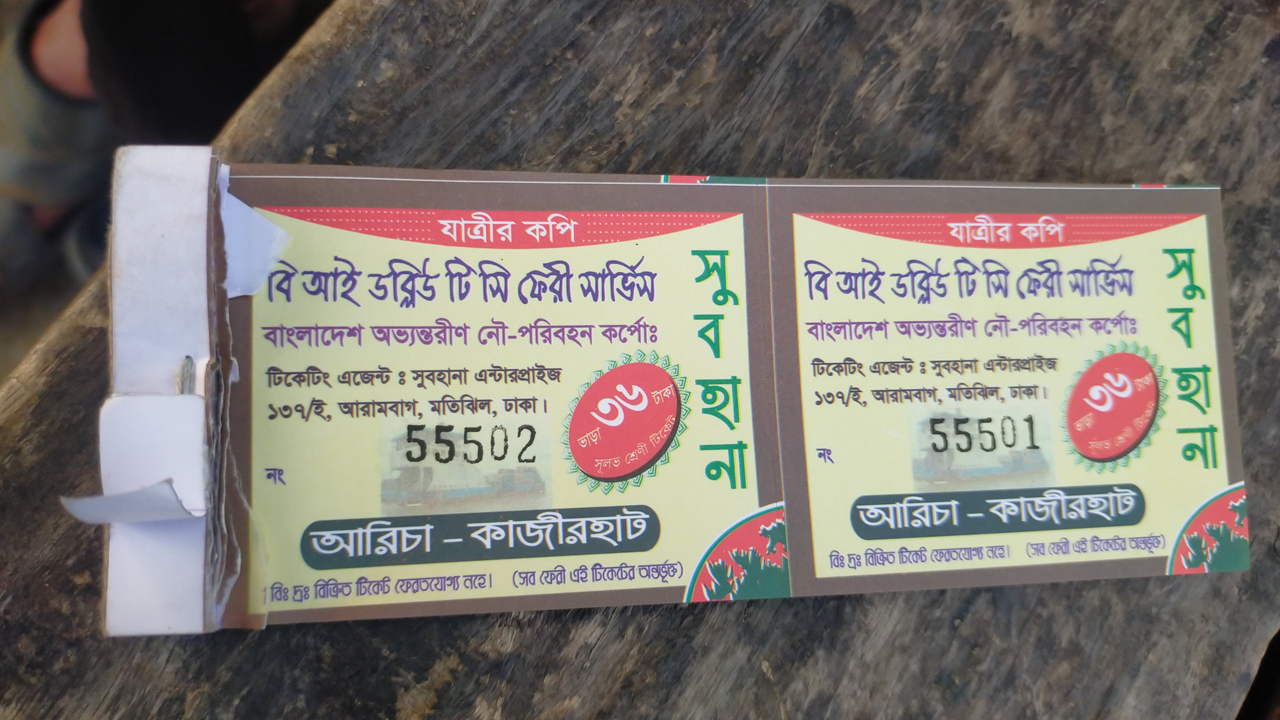 যাত্রীর কপি
বি আই ডব্লিউ টি সি ফেরী সার্ভিস
বাংলাদেশ অভ্যন্তরীণ নৌ-পরিবহন কর্পোঃ
টিকেটিং এজেন্ট : সুবহানা এন্টারপ্রাইজ
১৩৭/ই, আরামবাগ, মতিঝিল, ঢাকা।
55502
নং
ভাড়া ৩৬ টাকা
সূলভ শ্রেণী টিকেট
আরিচা - কাজীরহাট
বিঃ দ্রঃ বিক্রিত টিকেট ফেরতযোগ্য নহে। (সব ফেরী এই টিকেটের অন্তর্ভূক্ত)
সুবহানা
যাত্রীর কপি
বি আই ডব্লিউ টি সি ফেরী সার্ভিস
বাংলাদেশ অভ্যন্তরীণ নৌ-পরিবহন কর্পোঃ
টিকেটিং এজেন্ট : সুবহানা এন্টারপ্রাইজ
১৩৭/ই, আরামবাগ, মতিঝিল, ঢাকা।
55501
নং
ভাড়া ৩৬ টাকা
সূলভ শ্রেণী টিকেট
আরিচা - কাজীরহাট
বিঃ দ্রঃ বিক্রিত টিকেট ফেরতযোগ্য নহে। (সব ফেরী এই টিকেটের অন্তর্ভূক্ত)
সুবহানা